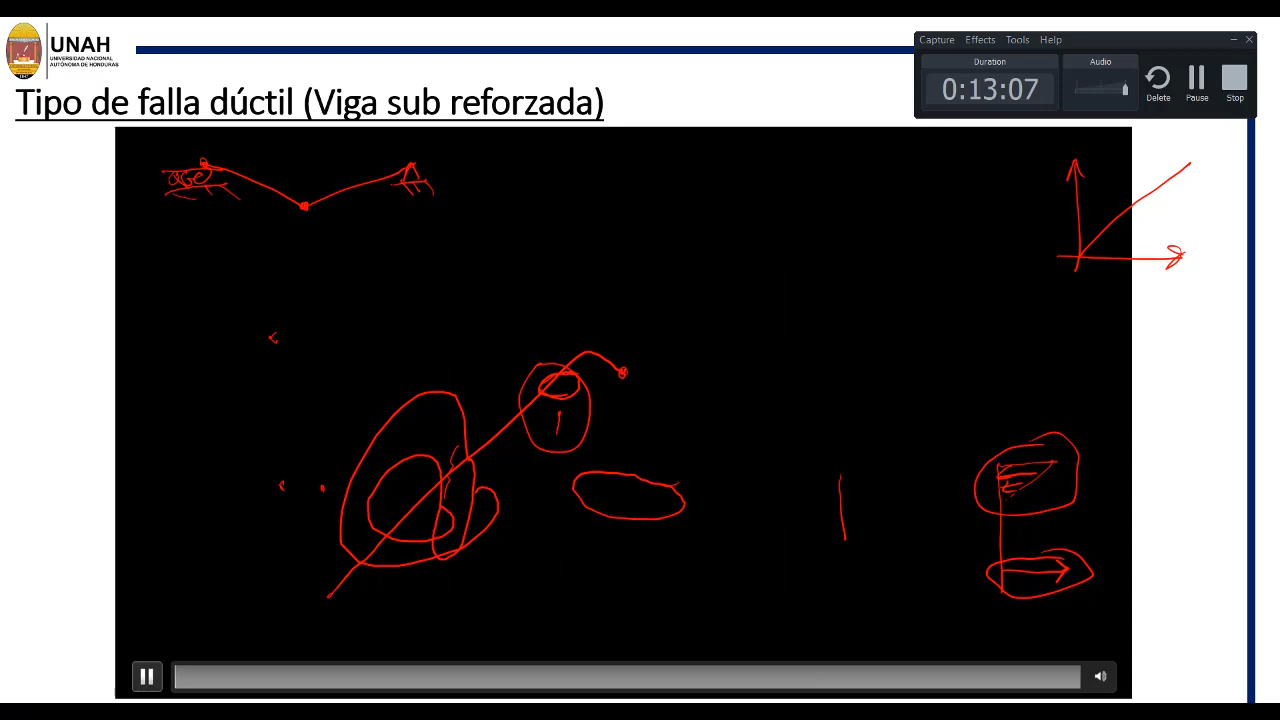 UNAH
UNIVERSIDAD NACIONAL
AUTÓNOMA DE HONDURAS
Tipo de falla dúctil (Viga sub reforzada)
Capture Effects Tools Help
Duration
0:13:07
Audio
Delete
Pause
Stop